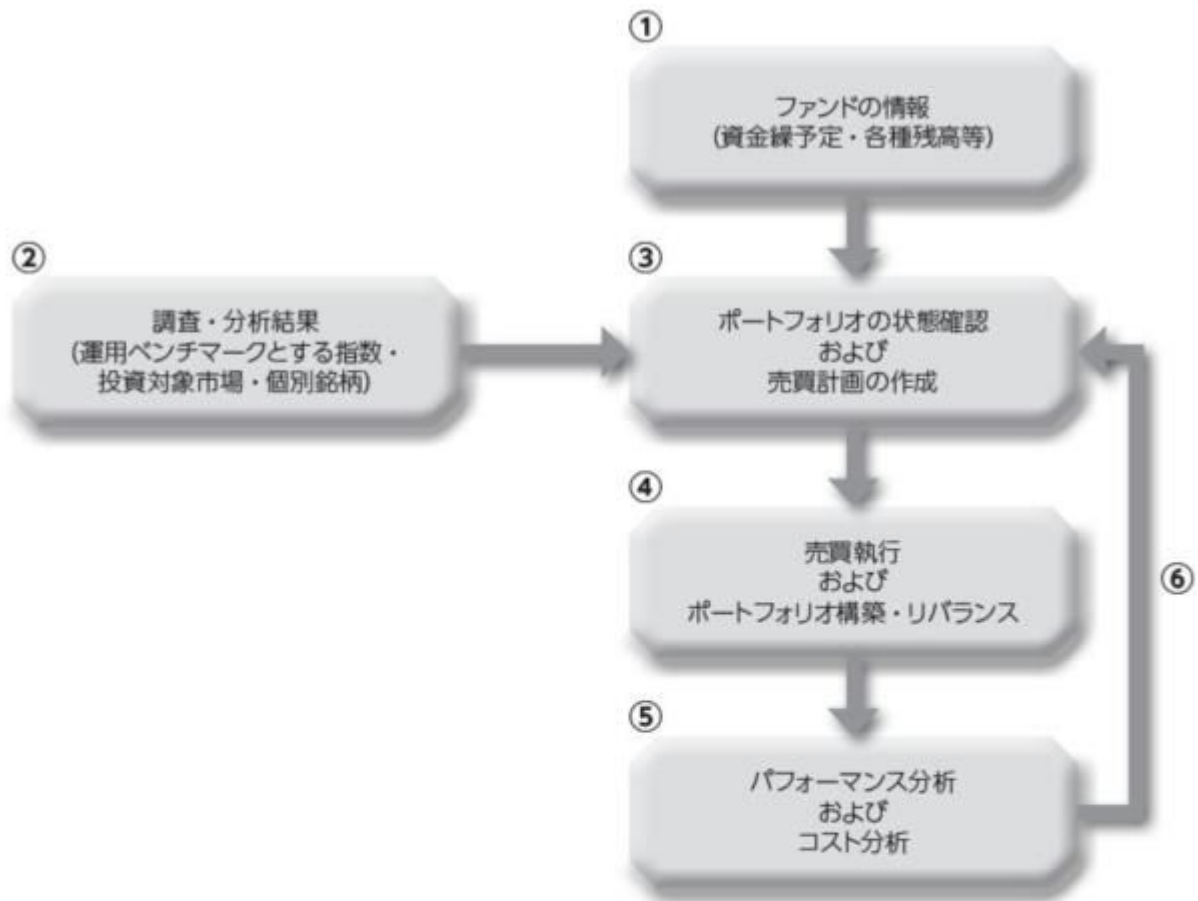 ①
ファンドの情報
(資金繰予定・各種残高等)
②
調査・分析結果
(運用ベンチマークとする指数・
投資対象市場・個別銘柄)
③
ポートフォリオの状態確認
および
売買計画の作成
④
売買執行
および
ポートフォリオ構築・リバランス
⑤
パフォーマンス分析
および
コスト分析
⑥